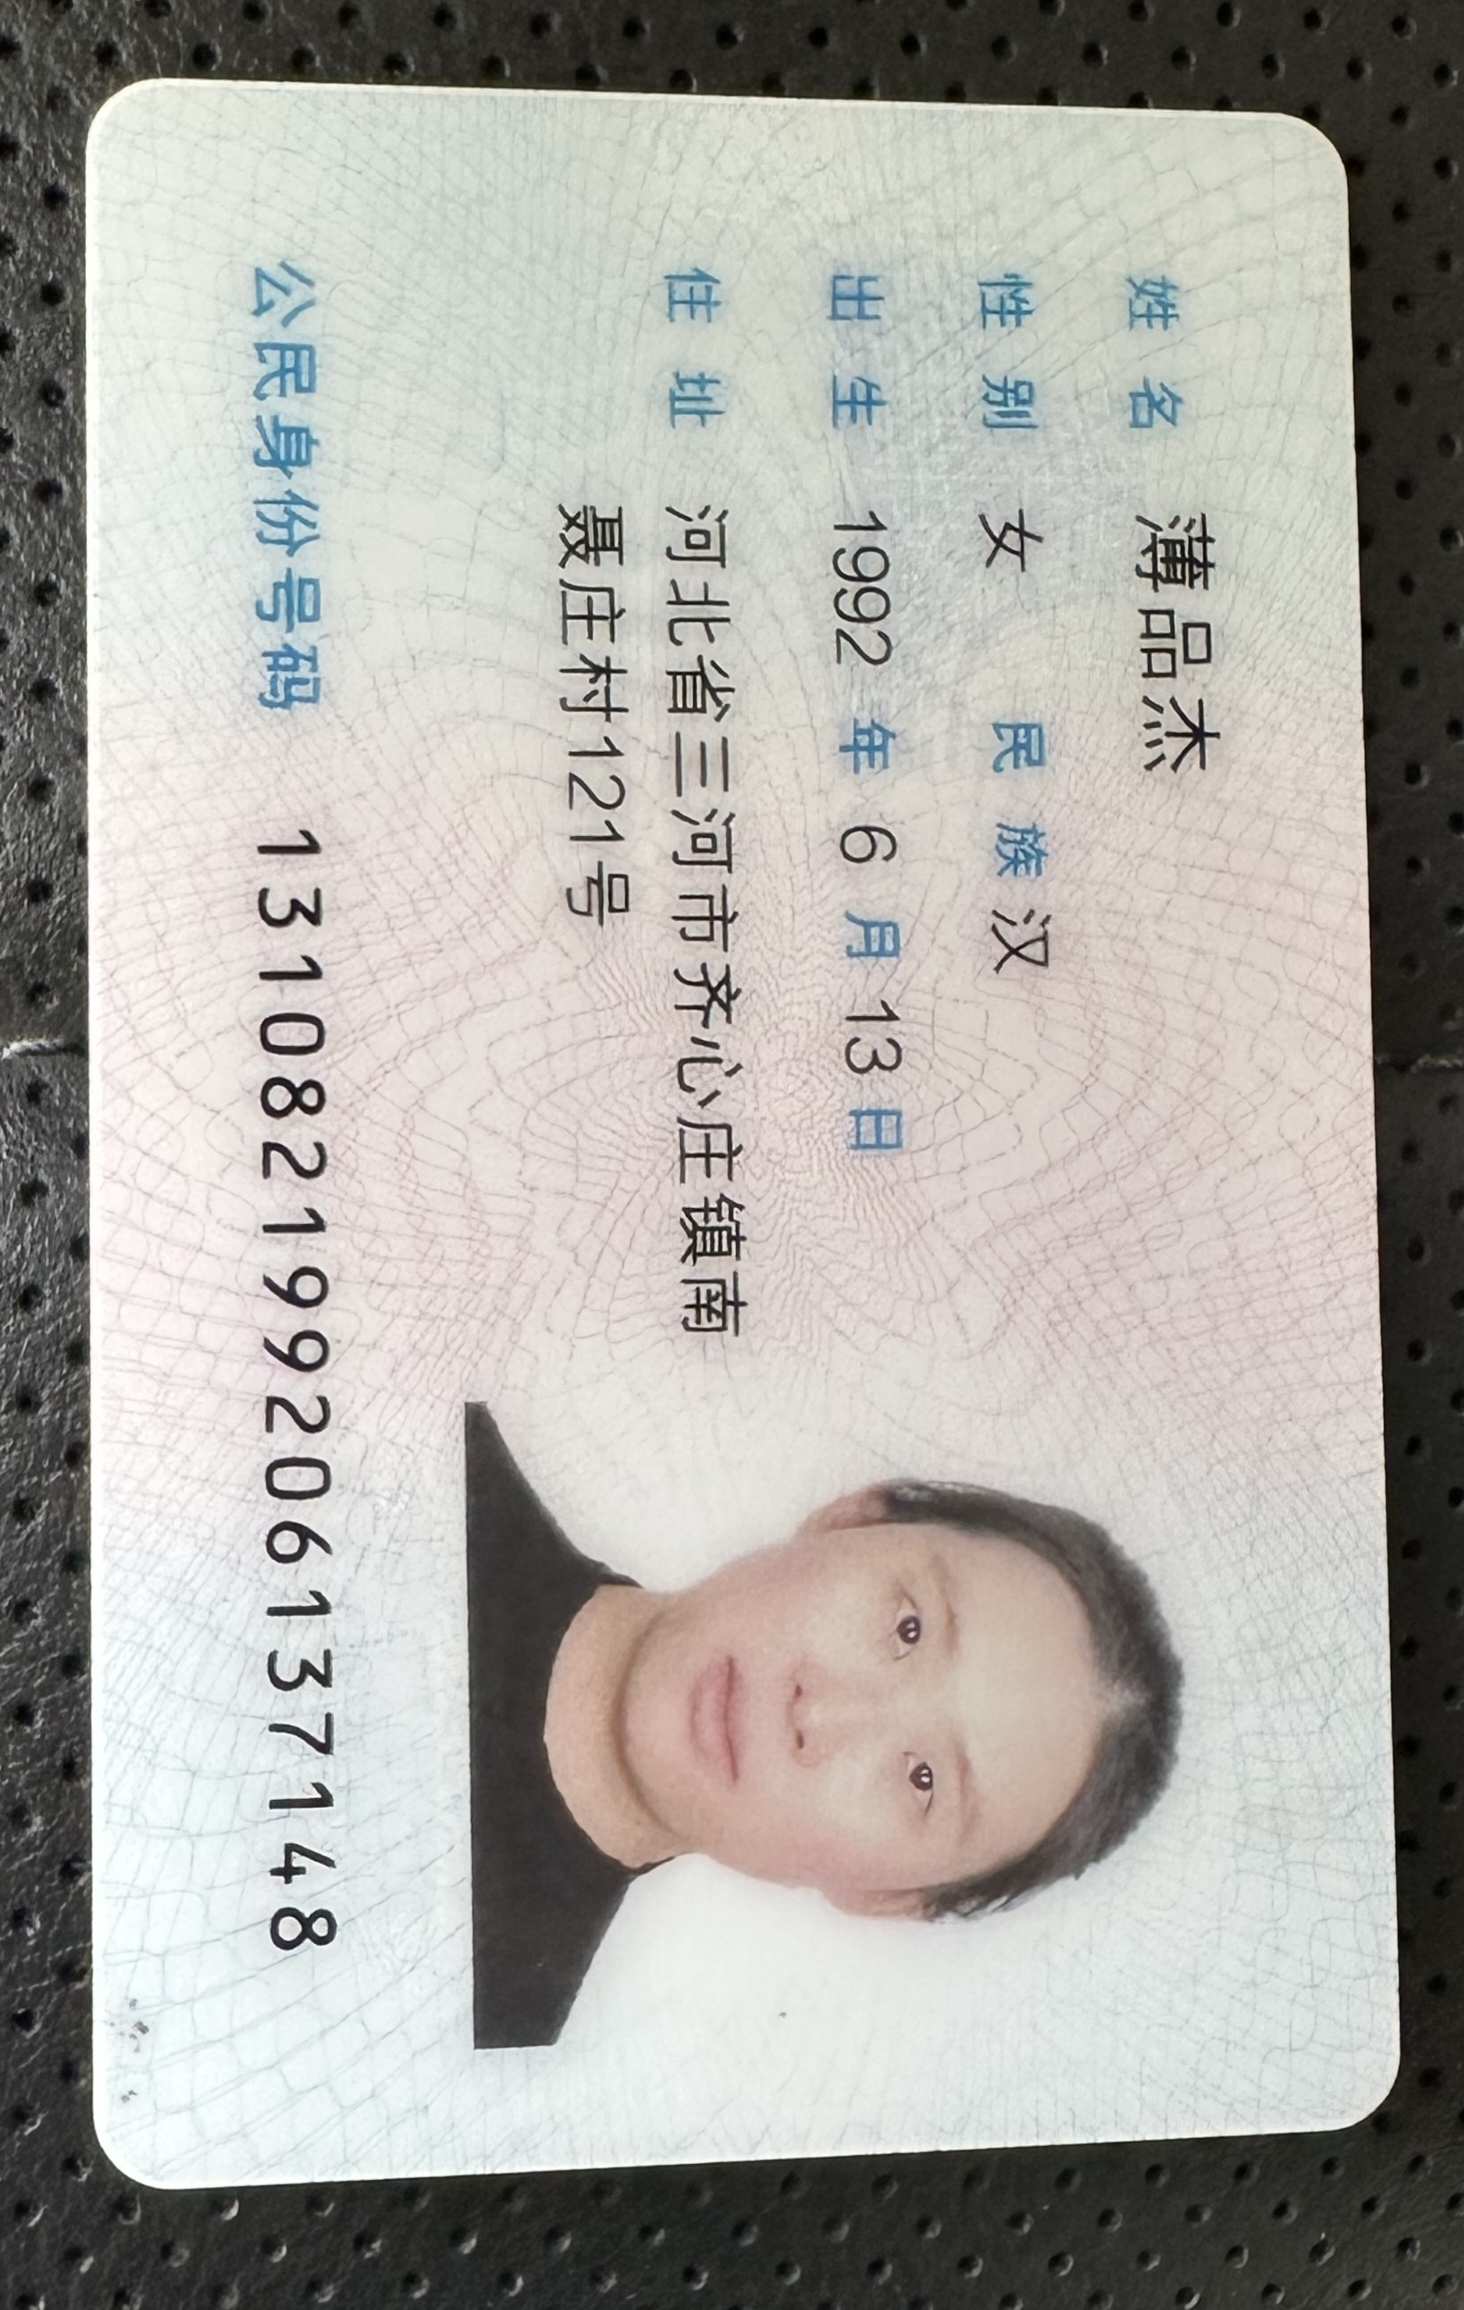 姓名 薄品杰
性别 女 民族 汉
出生 1992 年 6 月 13 日
住址 河北省三河市齐心庄镇南
聂庄村121号
公民身份号码 131082199206137148